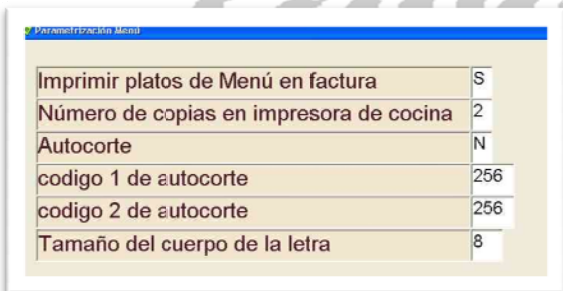 Parametrización Menú
Imprimir platos de Menú en factura S
Número de copias en impresora de cocina 2
Autocorte N
codigo 1 de autocorte 256
codigo 2 de autocorte 256
Tamaño del cuerpo de la letra 8